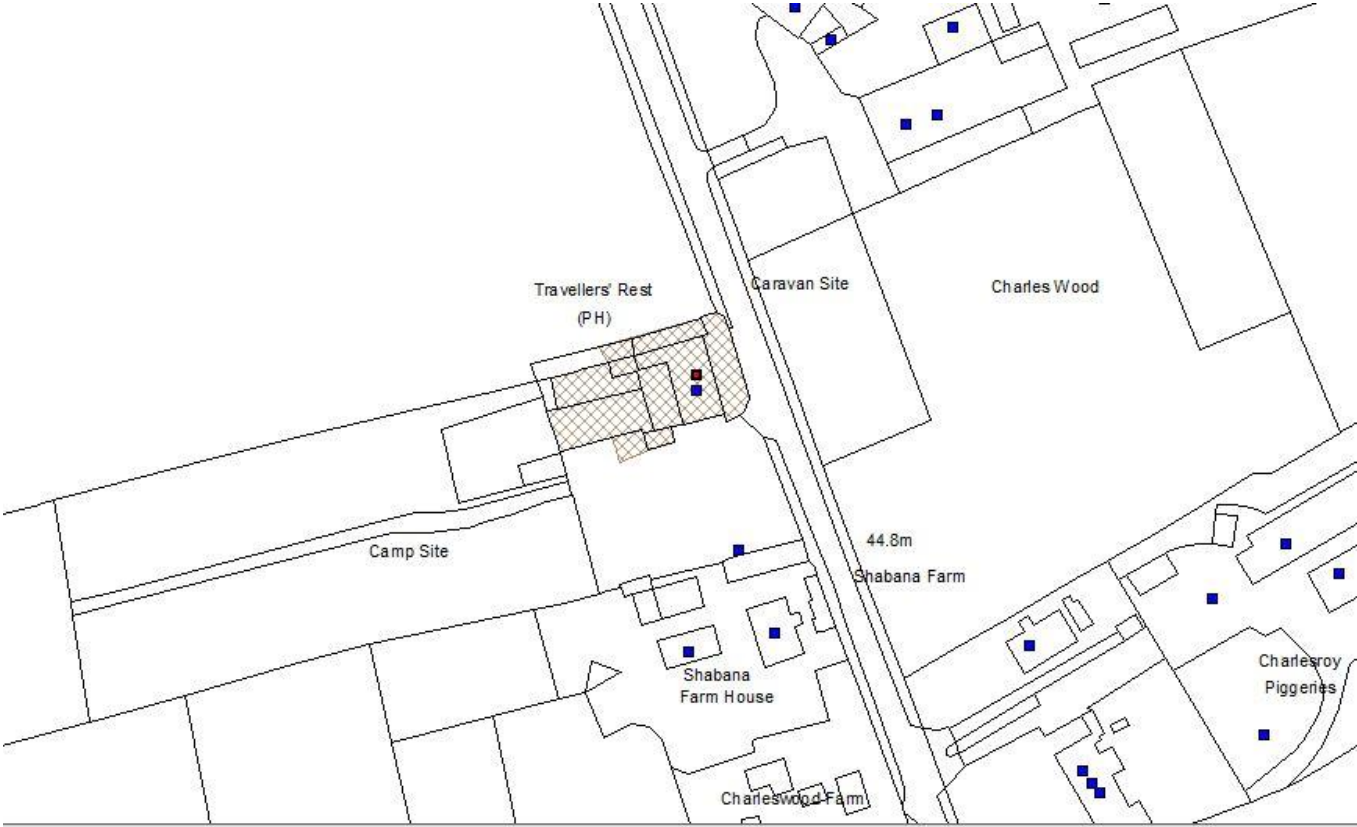 Travellers' Rest
(PH)
Caravan Site
Charles Wood
Camp Site
44.8m
Shabana Farm
Shabana
Farm House
Charlesroy
Piggeries
Charleswood Farm